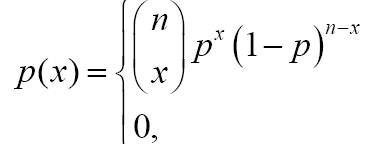 p(x) = { (n x) p^x (1 − p)^{n−x}
0,